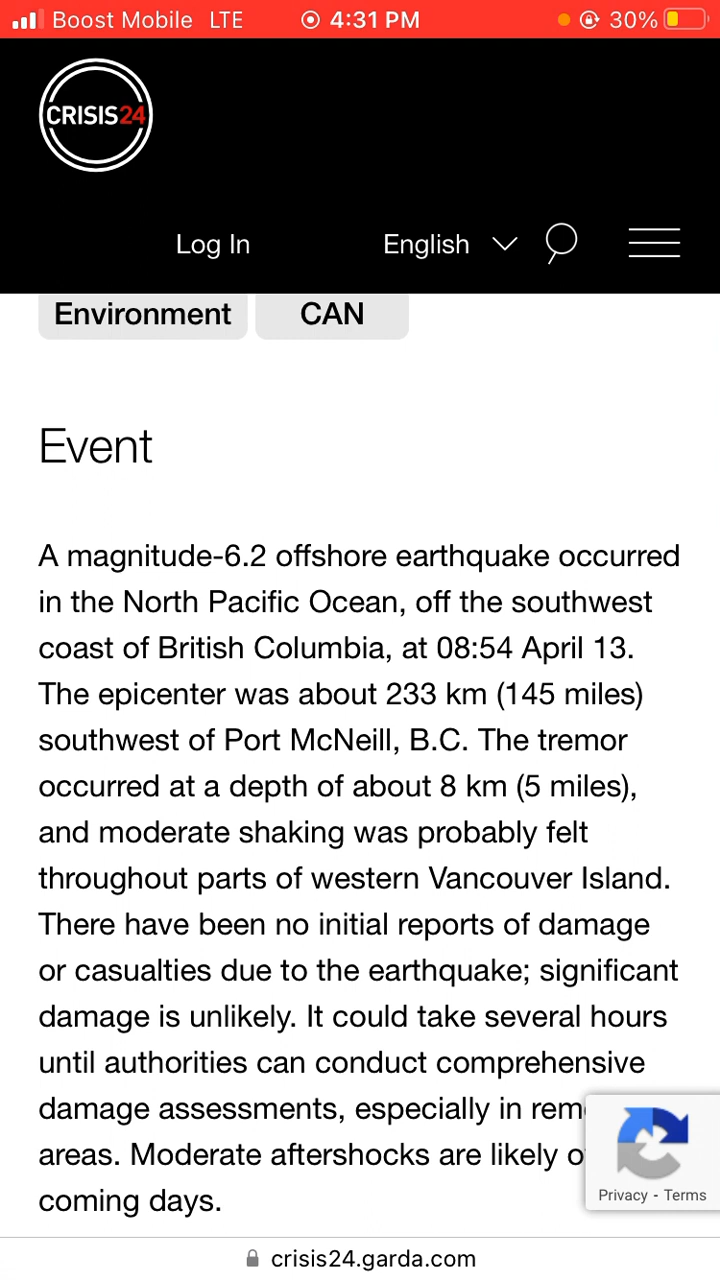 Boost Mobile LTE 4:31 PM 30%
CRISIS24
Log In English
Environment CAN
Event
A magnitude-6.2 offshore earthquake occurred
in the North Pacific Ocean, off the southwest
coast of British Columbia, at 08:54 April 13.
The epicenter was about 233 km (145 miles)
southwest of Port McNeill, B.C. The tremor
occurred at a depth of about 8 km (5 miles),
and moderate shaking was probably felt
throughout parts of western Vancouver Island.
There have been no initial reports of damage
or casualties due to the earthquake; significant
damage is unlikely. It could take several hours
until authorities can conduct comprehensive
damage assessments, especially in
areas. Moderate aftershocks are likely
coming days.
Privacy - Terms
crisis24.garda.com